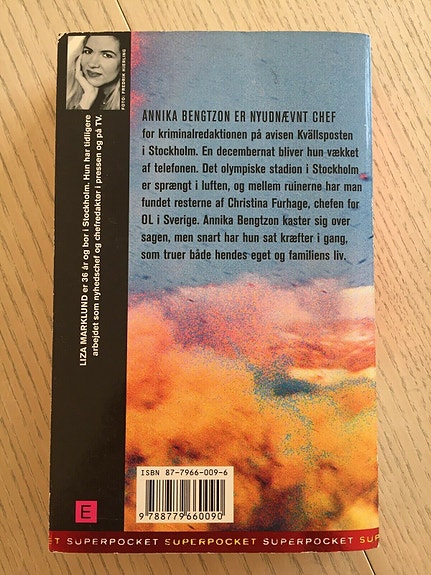 FOTO: FREDRIK HJERLING
LIZA MARKLUND er 36 år og bor i Stockholm. Hun har tidligere
arbejdet som nyhedschef og chefredaktør i pressen og på TV.
ANNIKA BENGTZON ER NYUDNÆVNT CHEF
for kriminalredaktionen på avisen Kvällsposten
i Stockholm. En decembernat bliver hun vækket
af telefonen. Det olympiske stadion i Stockholm
er sprængt i luften, og mellem ruinerne har man
fundet resterne af Christina Furhage, chefen for
OL i Sverige. Annika Bengtzon kaster sig over
sagen, men snart har hun sat kræfter i gang,
som truer både hendes eget og familiens liv.
ISBN 87-7966-009-6
9 788779 660090
E
ET SUPERPOCKET SUPERPOCKET SUPERPOCKET SUP